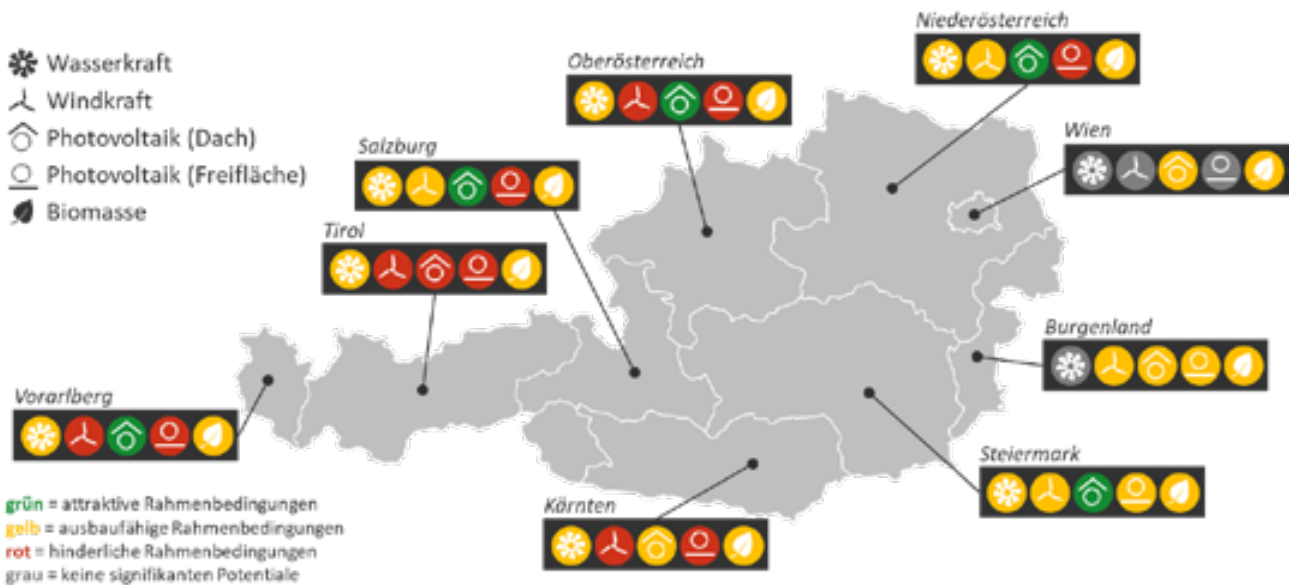 Wasserkraft
Windkraft
Photovoltaik (Dach)
Photovoltaik (Freifläche)
Biomasse
Niederösterreich
Oberösterreich
Wien
Salzburg
Tirol
Burgenland
Vorarlberg
Steiermark
Kärnten
grün = attraktive Rahmenbedingungen
gelb = ausbaufähige Rahmenbedingungen
rot = hinderliche Rahmenbedingungen
grau = keine signifikanten Potentiale